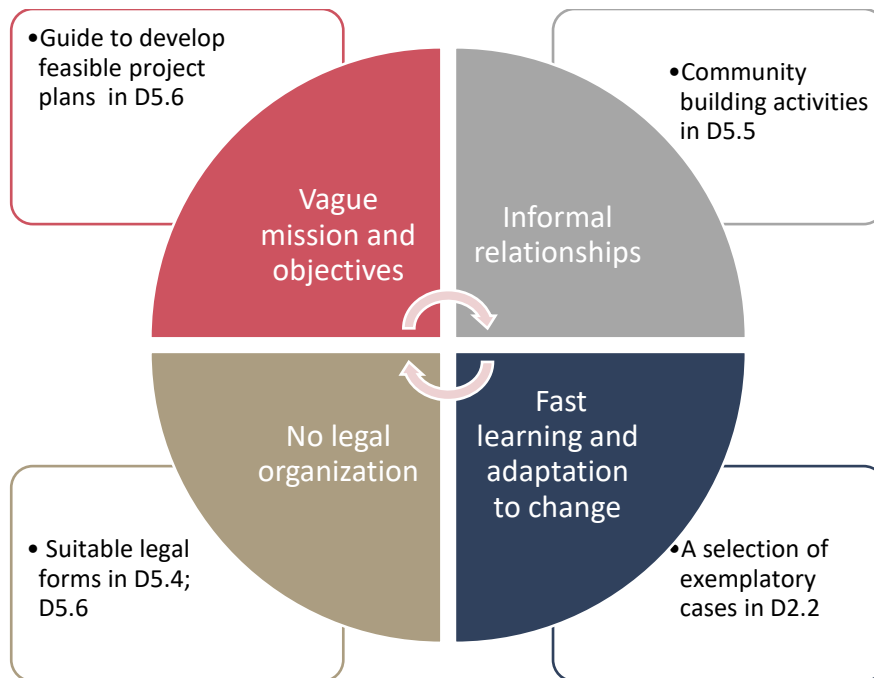 •Guide to develop
feasible project
plans  in D5.6
•Community
building activities
in D5.5
Vague
mission and
objectives
Informal
relationships
No legal
organization
Fast
learning and
adaptation
to change
• Suitable legal
forms in D5.4;
D5.6
•A selection of
exemplatory
cases in D2.2